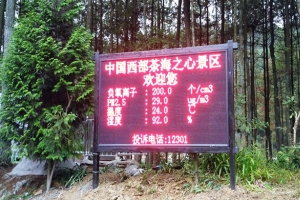 中国西部茶海之心景区
欢迎您
负氧离子：200.0 个/cm3
PM2.5：29.0 ug/m3
温度：24.0 ℃
湿度：92.0 %
投诉电话:12301